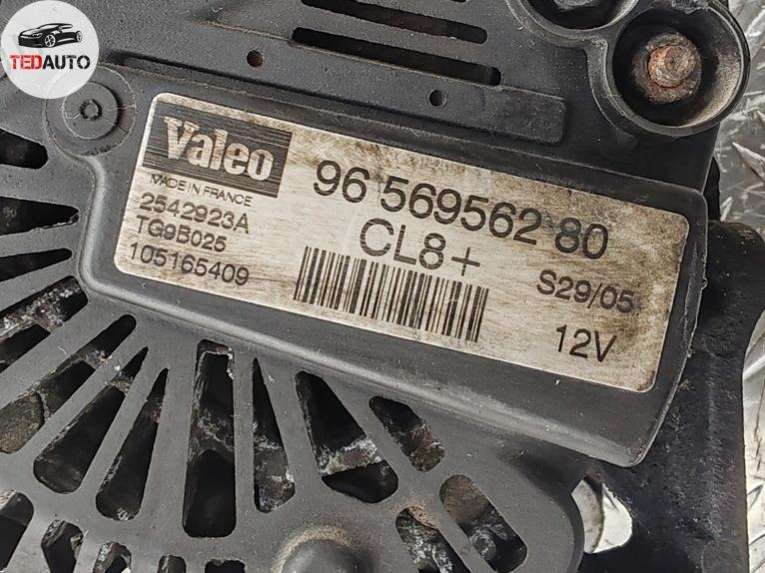 TEDAUTO
Valeo
MADE IN FRANCE
2542923A
TG9B025
105165409
96 569562 80
CL8+
S29/05
12V